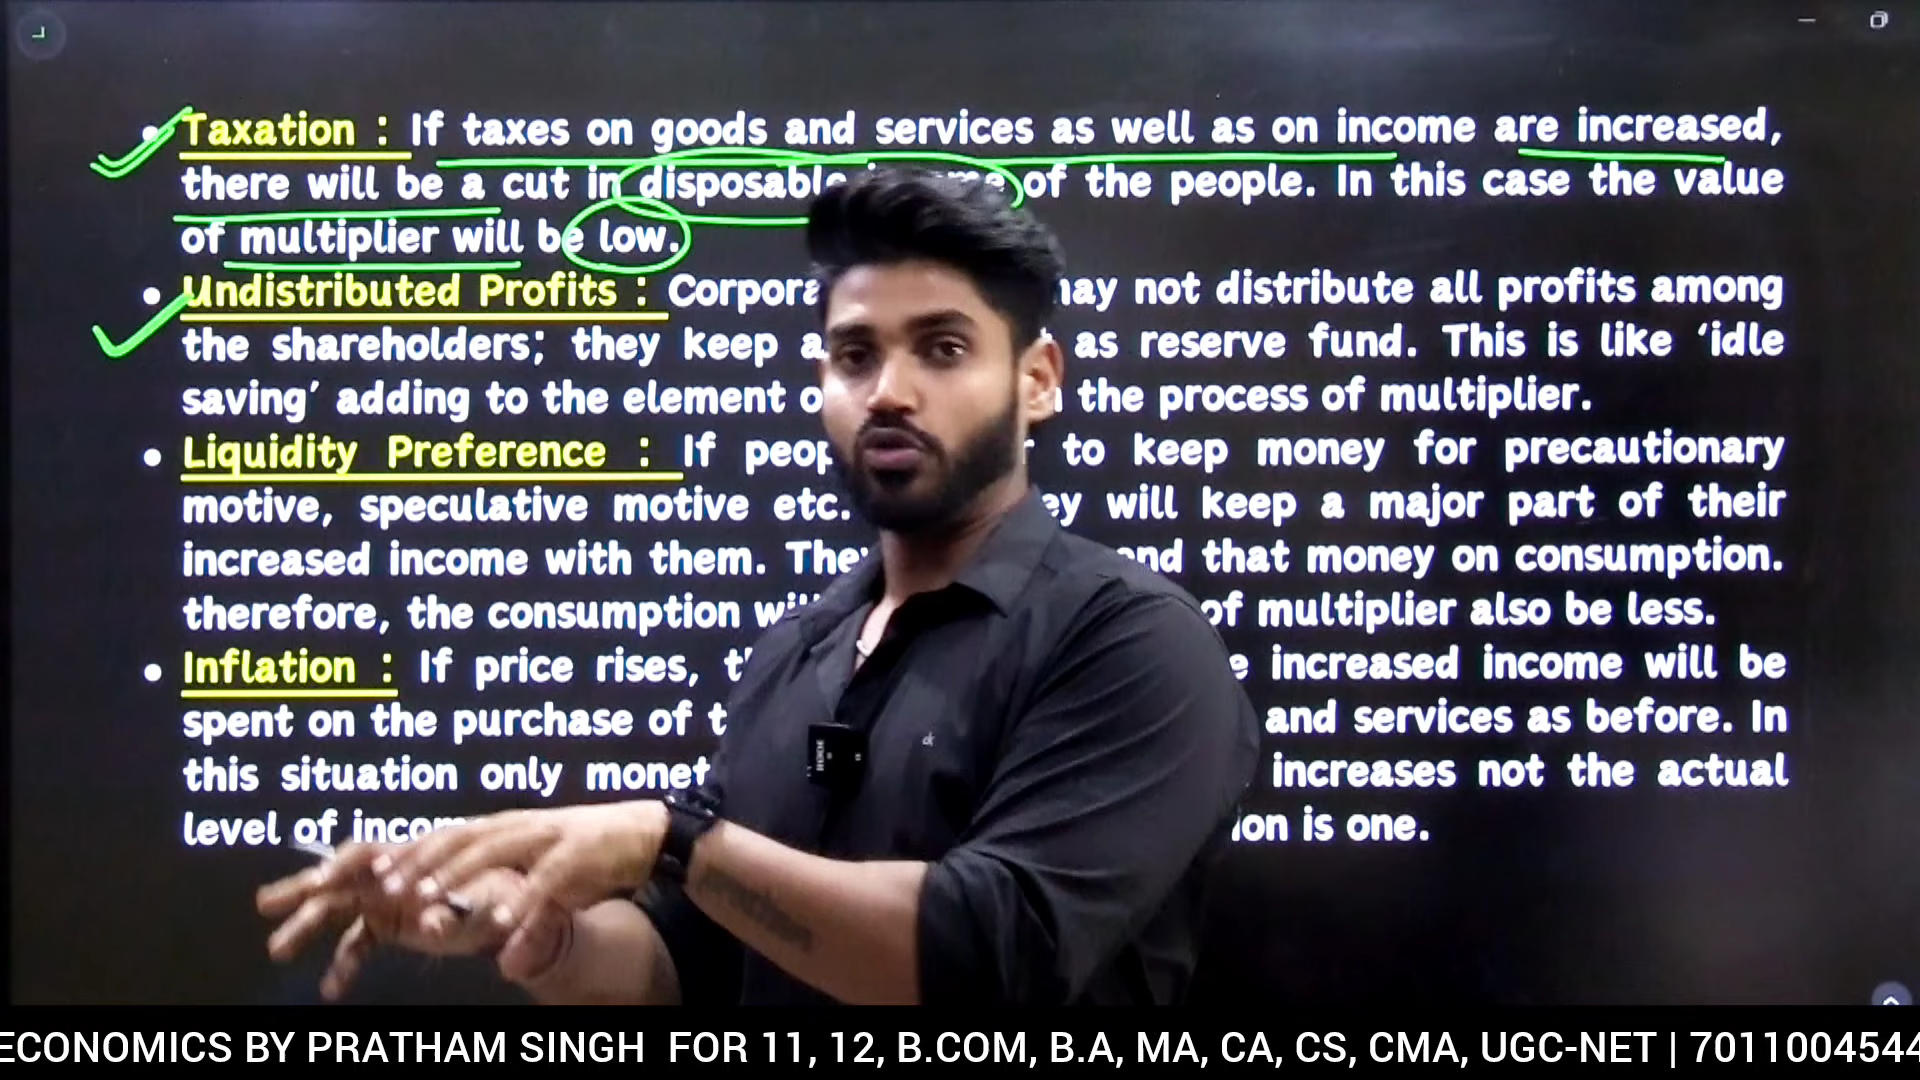 Taxation : If taxes on goods and services as well as on income are increased,
there will be a cut in disposable income of the people. In this case the value
of multiplier will be low.
Undistributed Profits : may not distribute all profits among
the shareholders; they keep as reserve fund. This is like ‘idle
saving’ adding to the element the process of multiplier.
Liquidity Preference : If to keep money for precautionary
motive, speculative motive etc. will keep a major part of their
increased income with them. that money on consumption.
therefore, the consumption of multiplier also be less.
Inflation : If price rises, increased income will be
spent on the purchase of and services as before. In
this situation only increases not the actual
level of is one.
RODE
ECONOMICS BY PRATHAM SINGH FOR 11, 12, B.COM, B.A, MA, CA, CS, CMA, UGC-NET | 7011004544